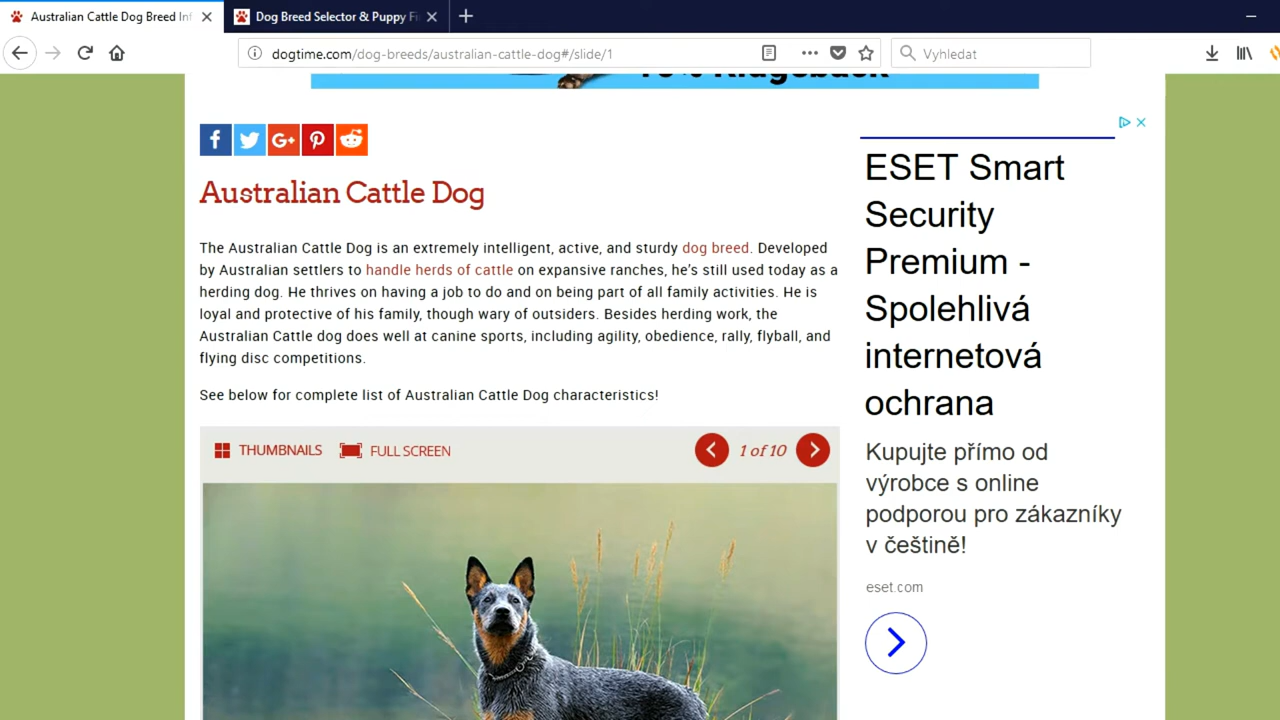 Australian Cattle Dog Breed Inf
Dog Breed Selector & Puppy Fi
dogtime.com/dog-breeds/australian-cattle-dog#/slide/1
Vyhledat
Australian Cattle Dog
The Australian Cattle Dog is an extremely intelligent, active, and sturdy dog breed. Developed
by Australian settlers to handle herds of cattle on expansive ranches, he's still used today as a
herding dog. He thrives on having a job to do and on being part of all family activities. He is
loyal and protective of his family, though wary of outsiders. Besides herding work, the
Australian Cattle dog does well at canine sports, including agility, obedience, rally, flyball, and
flying disc competitions.
See below for complete list of Australian Cattle Dog characteristics!
THUMBNAILS
FULL SCREEN
1 of 10
ESET Smart
Security
Premium -
Spolehlivá
internetová
ochrana
Kupujte přímo od
výrobce s online
podporou pro zákazníky
v češtině!
eset.com